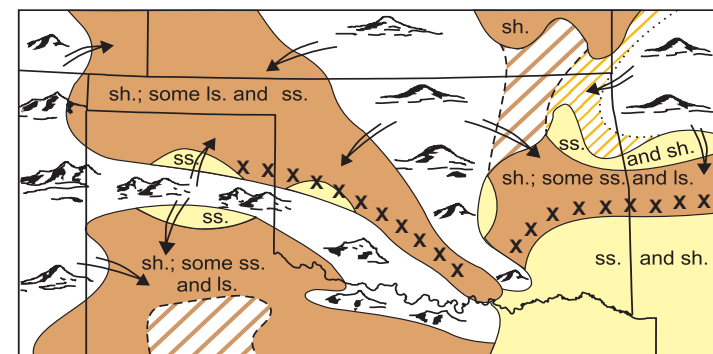 sh.
sh.; some ls. and ss.
ss.
ss. and sh.
sh.; some ss. and ls.
X X X X X X X X X X X X
X X X X X X X X X
ss.
ss. and sh.
sh.; some ss.
and ls.